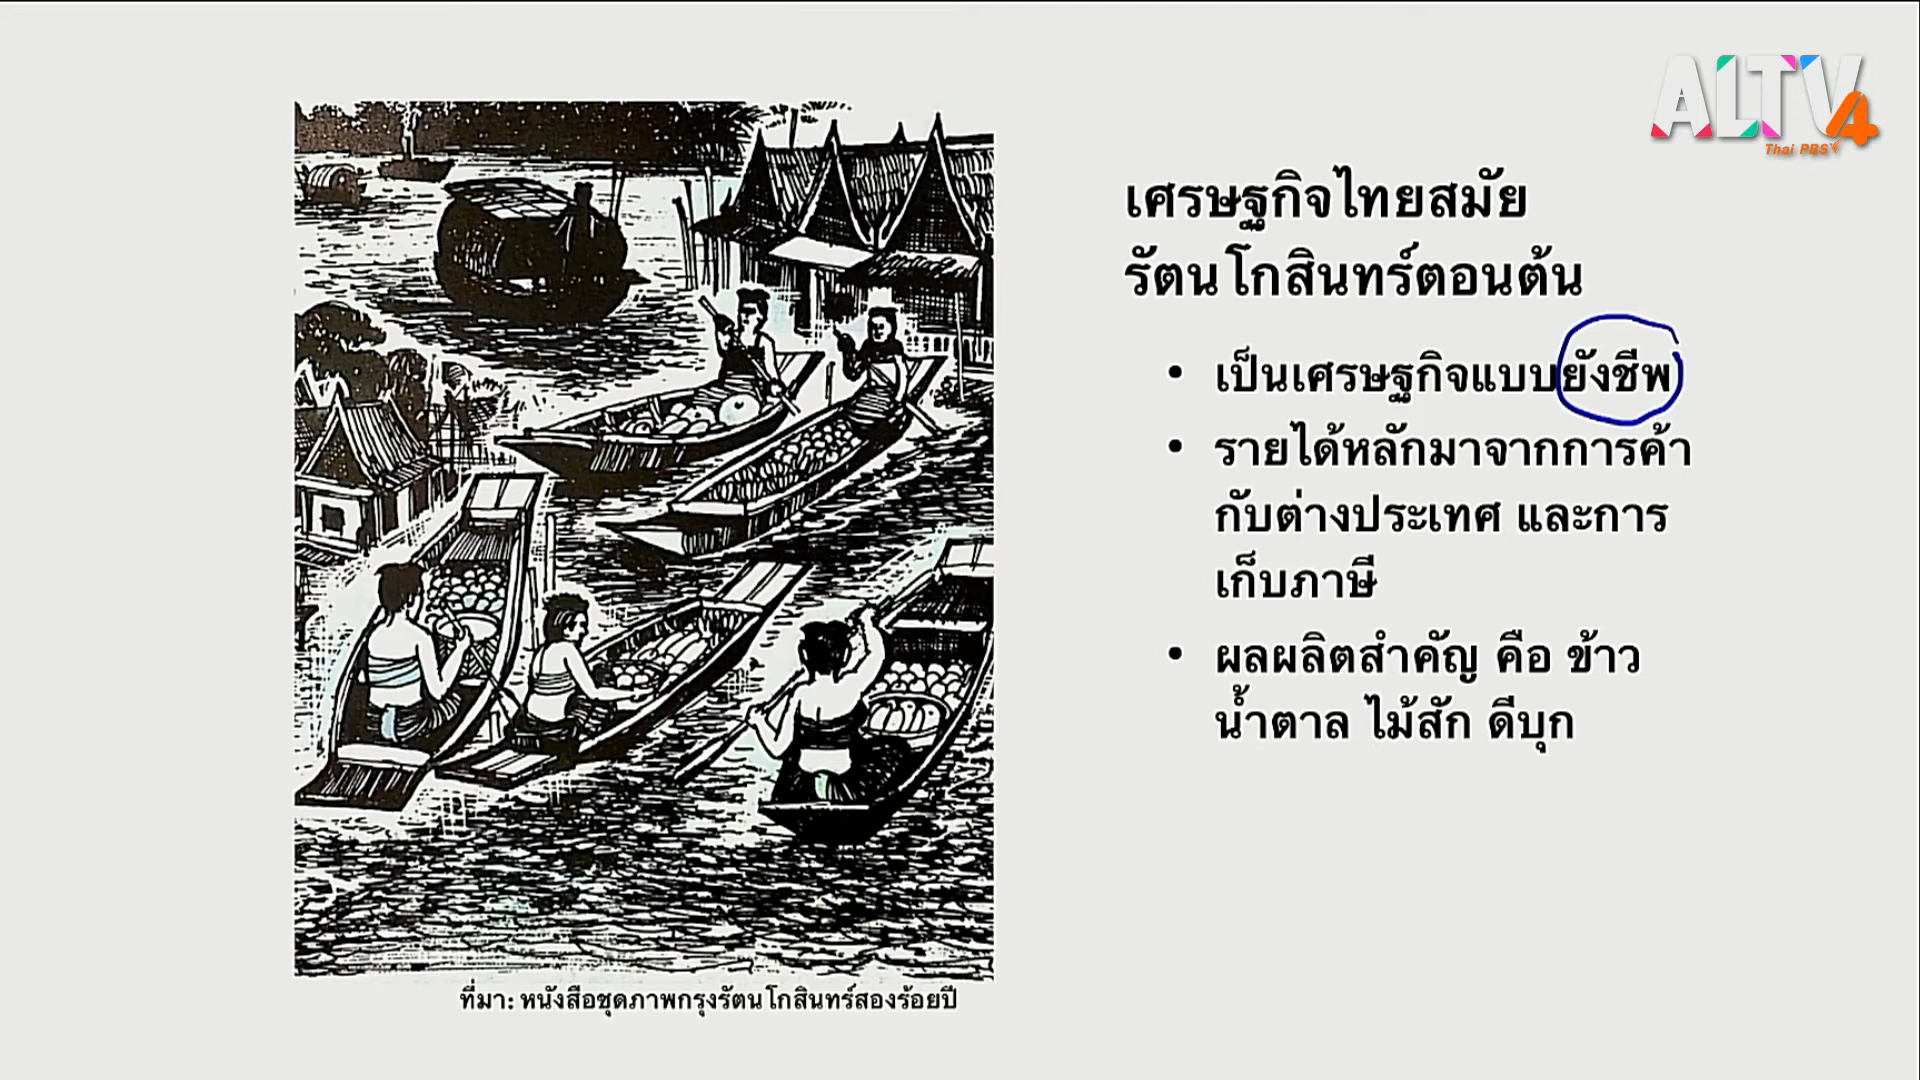 ALTV4
Thai PBS
เศรษฐกิจไทยสมัย
รัตนโกสินทร์ตอนต้น
• เป็นเศรษฐกิจแบบยังชีพ
• รายได้หลักมาจากการค้า
กับต่างประเทศ และการ
เก็บภาษี
• ผลผลิตสำคัญ คือ ข้าว
น้ำตาล ไม้สัก ดีบุก
ที่มา: หนังสือชุดภาพกรุงรัตนโกสินทร์สองร้อยปี